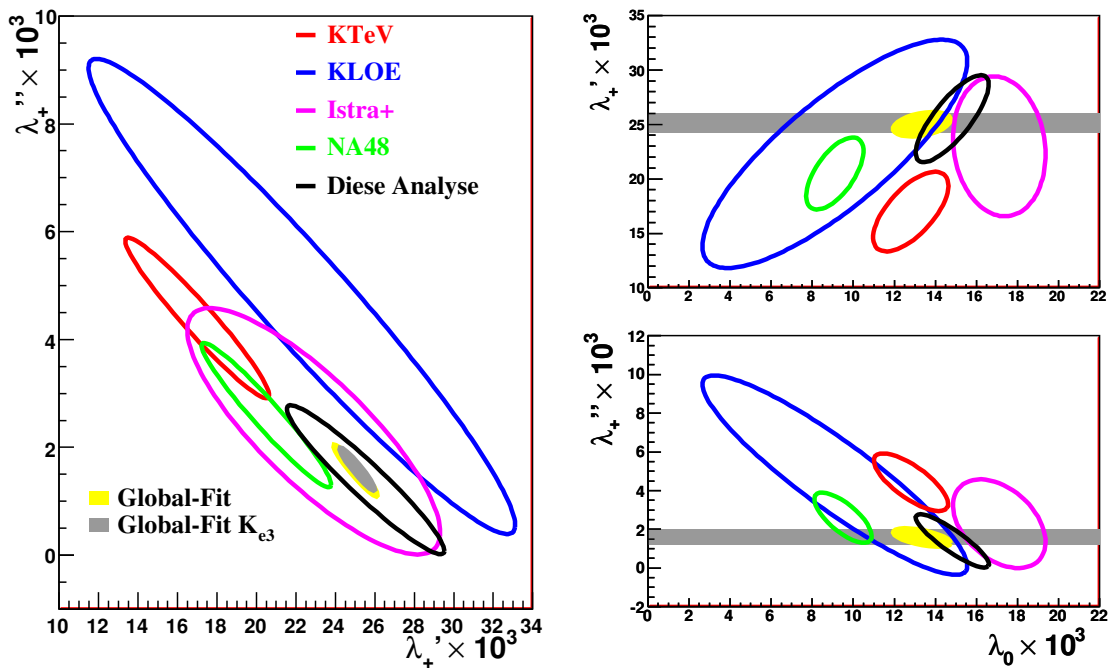 λ+'' × 10³
10
8
6
4
2
0
KTeV
KLOE
Istra+
NA48
Diese Analyse
Global-Fit
Global-Fit Ke3
10 12 14 16 18 20 22 24 26 28 30 32 34
λ+' × 10³
λ+' × 10³
35
30
25
20
15
10
0 2 4 6 8 10 12 14 16 18 20 22
λ+'' × 10³
12
10
8
6
4
2
0
-2
0 2 4 6 8 10 12 14 16 18 20 22
λ0 × 10³